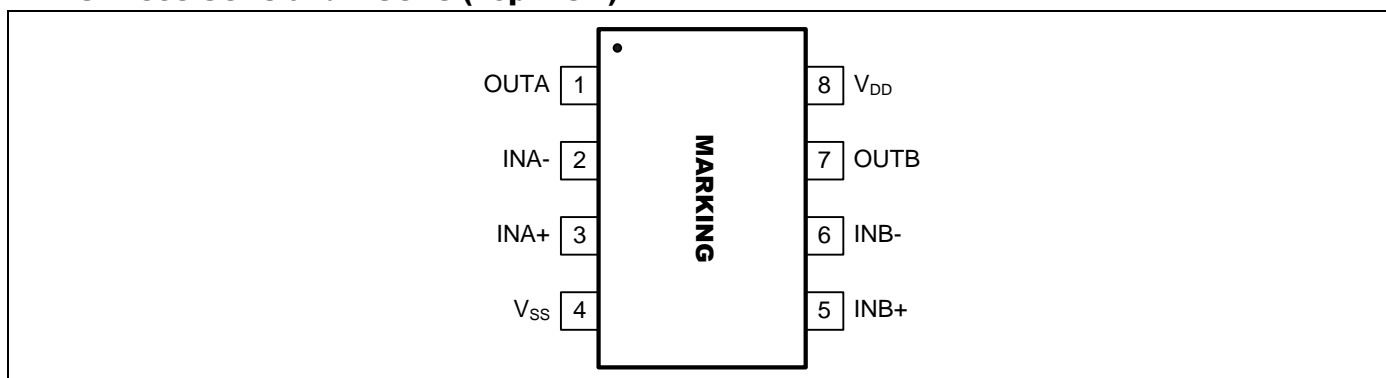 OUTA 1
INA- 2
INA+ 3
VSS 4
MARKING
8 VDD
7 OUTB
6 INB-
5 INB+